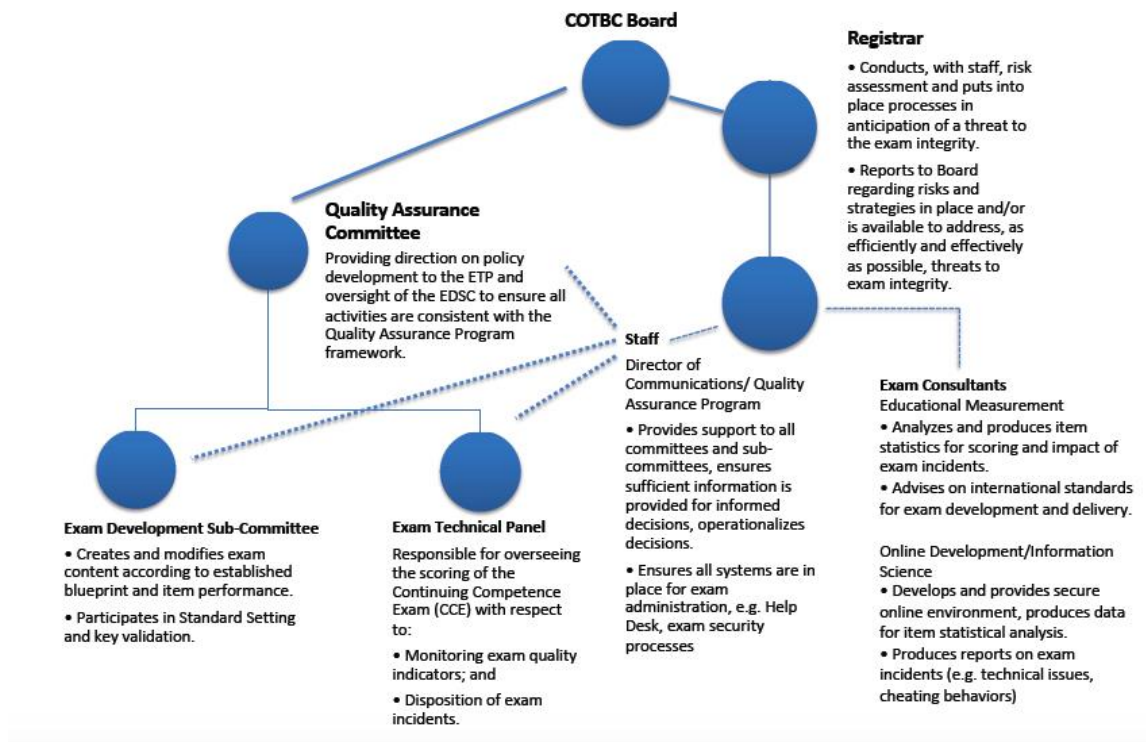 COTBC Board
Registrar
• Conducts, with staff, risk
assessment and puts into
place processes in
anticipation of a threat to
the exam integrity.
• Reports to Board
regarding risks and
strategies in place and/or
is available to address, as
efficiently and effectively
as possible, threats to
exam integrity.
Quality Assurance
Committee
Providing direction on policy
development to the ETP and
oversight of the EDSC to ensure all
activities are consistent with the
Quality Assurance Program
framework.
Staff
Director of
Communications/ Quality
Assurance Program
• Provides support to all
committees and sub-
committees, ensures
sufficient information is
provided for informed
decisions, operationalizes
decisions.
• Ensures all systems are in
place for exam
administration, e.g. Help
Desk, exam security
processes
Exam Consultants
Educational Measurement
• Analyzes and produces item
statistics for scoring and impact of
exam incidents.
• Advises on international standards
for exam development and delivery.
Online Development/Information
Science
• Develops and provides secure
online environment, produces data
for item statistical analysis.
• Produces reports on exam
incidents (e.g. technical issues,
cheating behaviors)
Exam Development Sub-Committee
• Creates and modifies exam
content according to established
blueprint and item performance.
• Participates in Standard Setting
and key validation.
Exam Technical Panel
Responsible for overseeing
the scoring of the
Continuing Competence
Exam (CCE) with respect
to:
• Monitoring exam quality
indicators; and
• Disposition of exam
incidents.